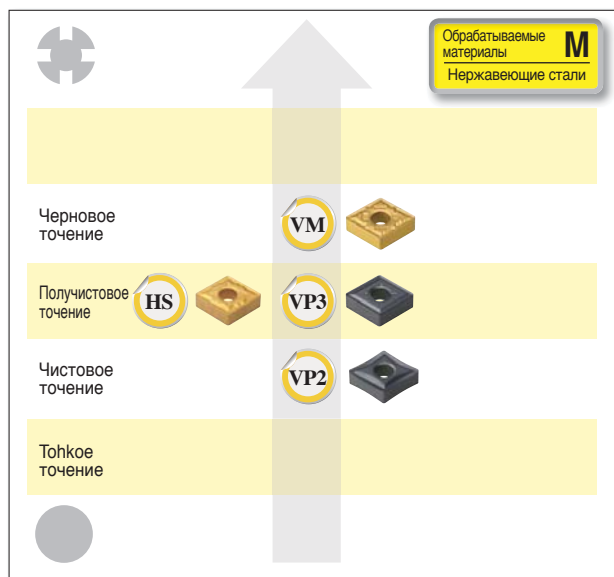 Обрабатываемые
материалы
M
Нержавеющие стали
Черновое
точение
VM
Получистовое
точение
HS
VP3
Чистовое
точение
VP2
Tohkoe
точение